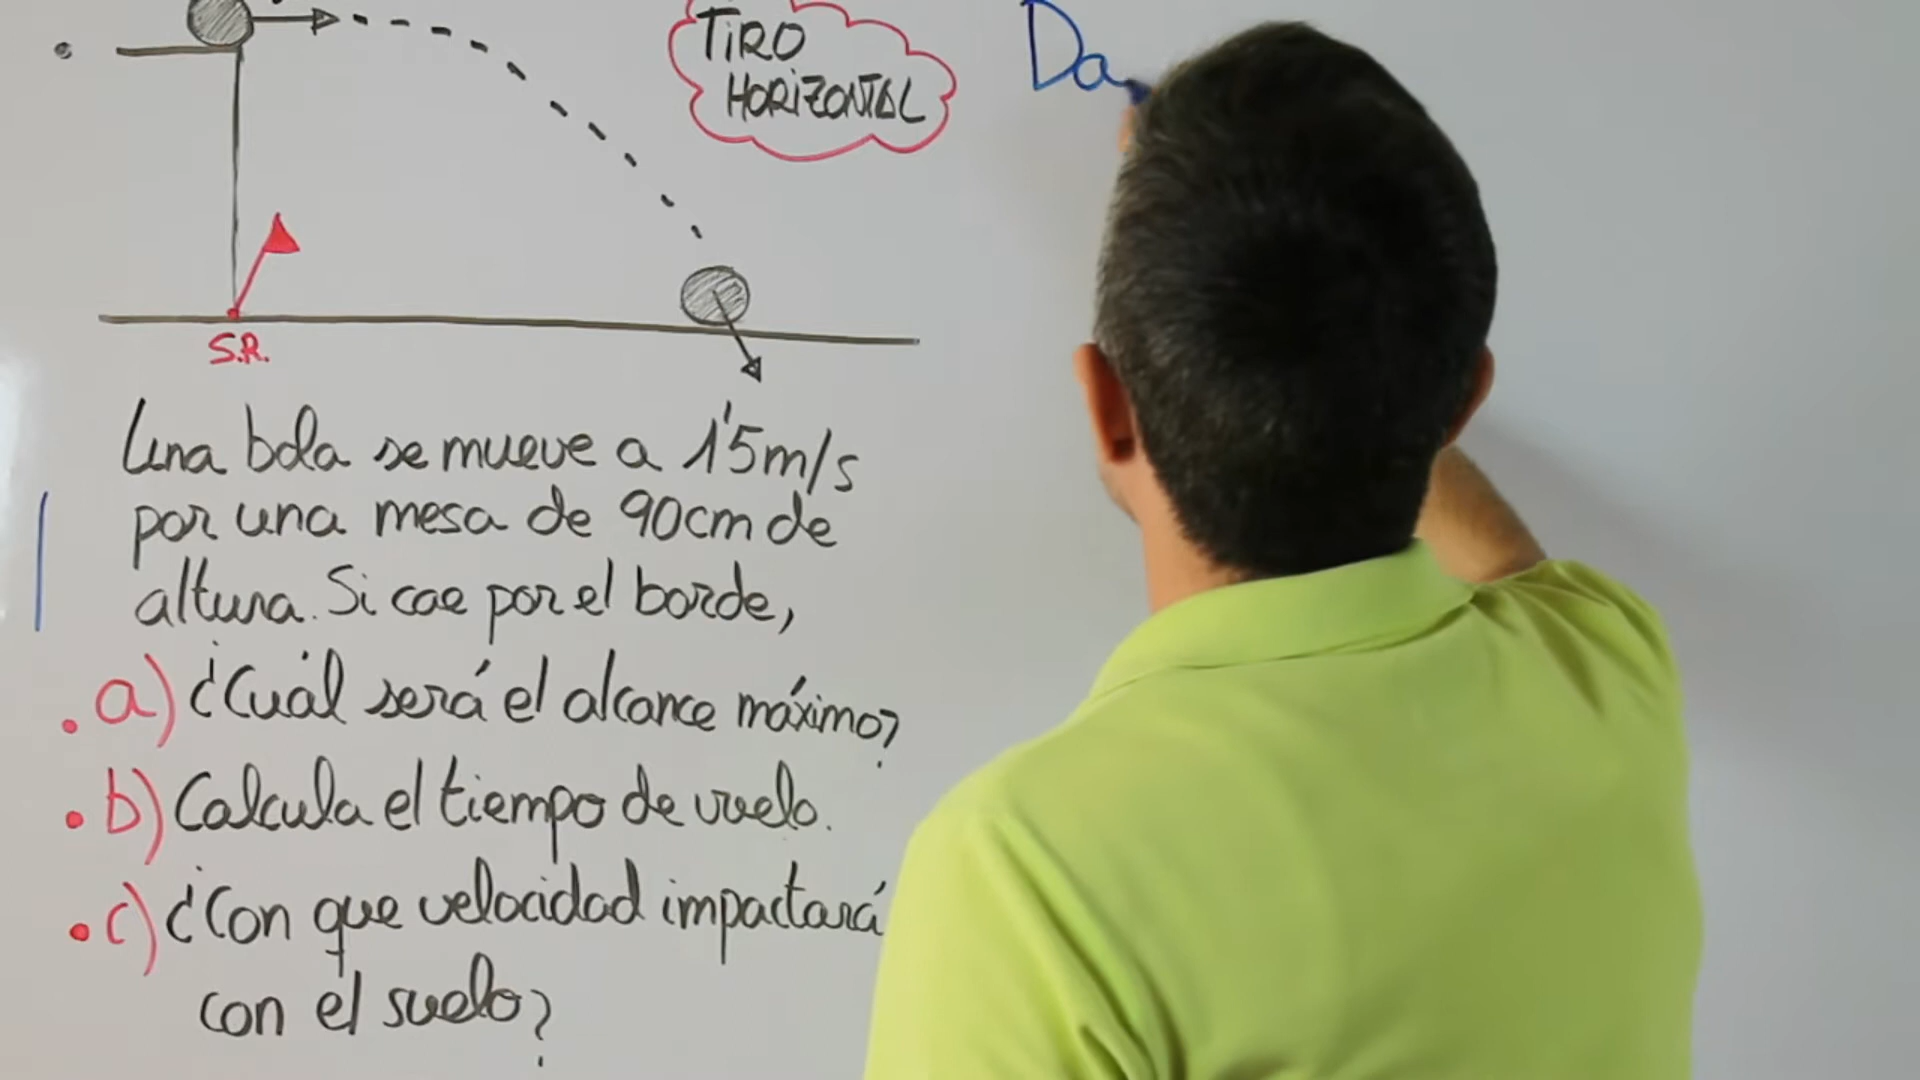 TIRO
HORIZONTAL
Da
S.R.
Una bola se mueve a 1'5m/s
por una mesa de 90cm de
altura. Si cae por el borde,
a) ¿Cuál será el alcance máximo?
b) Calcula el tiempo de vuelo.
c) ¿Con que velocidad impactará
con el suelo?